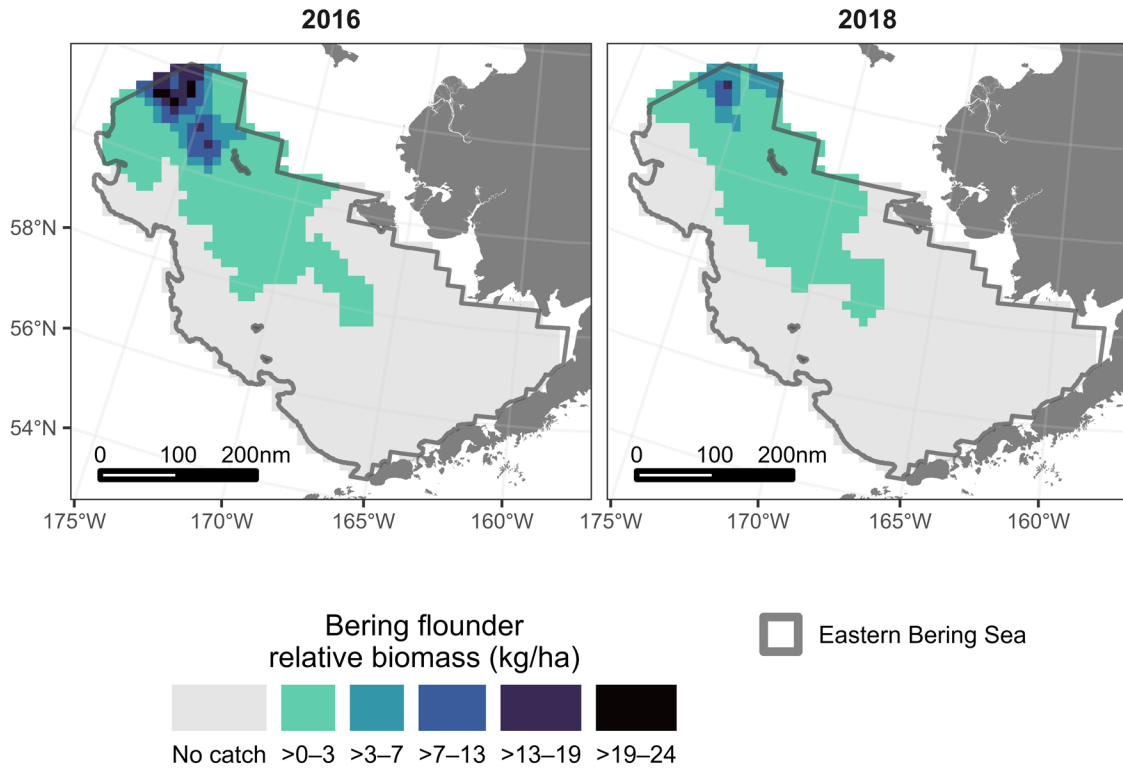 2016
2018
58°N
56°N
54°N
0 100 200nm
0 100 200nm
175°W 170°W 165°W 160°W
175°W 170°W 165°W 160°W
Bering flounder
relative biomass (kg/ha)
No catch >0–3 >3–7 >7–13 >13–19 >19–24
Eastern Bering Sea